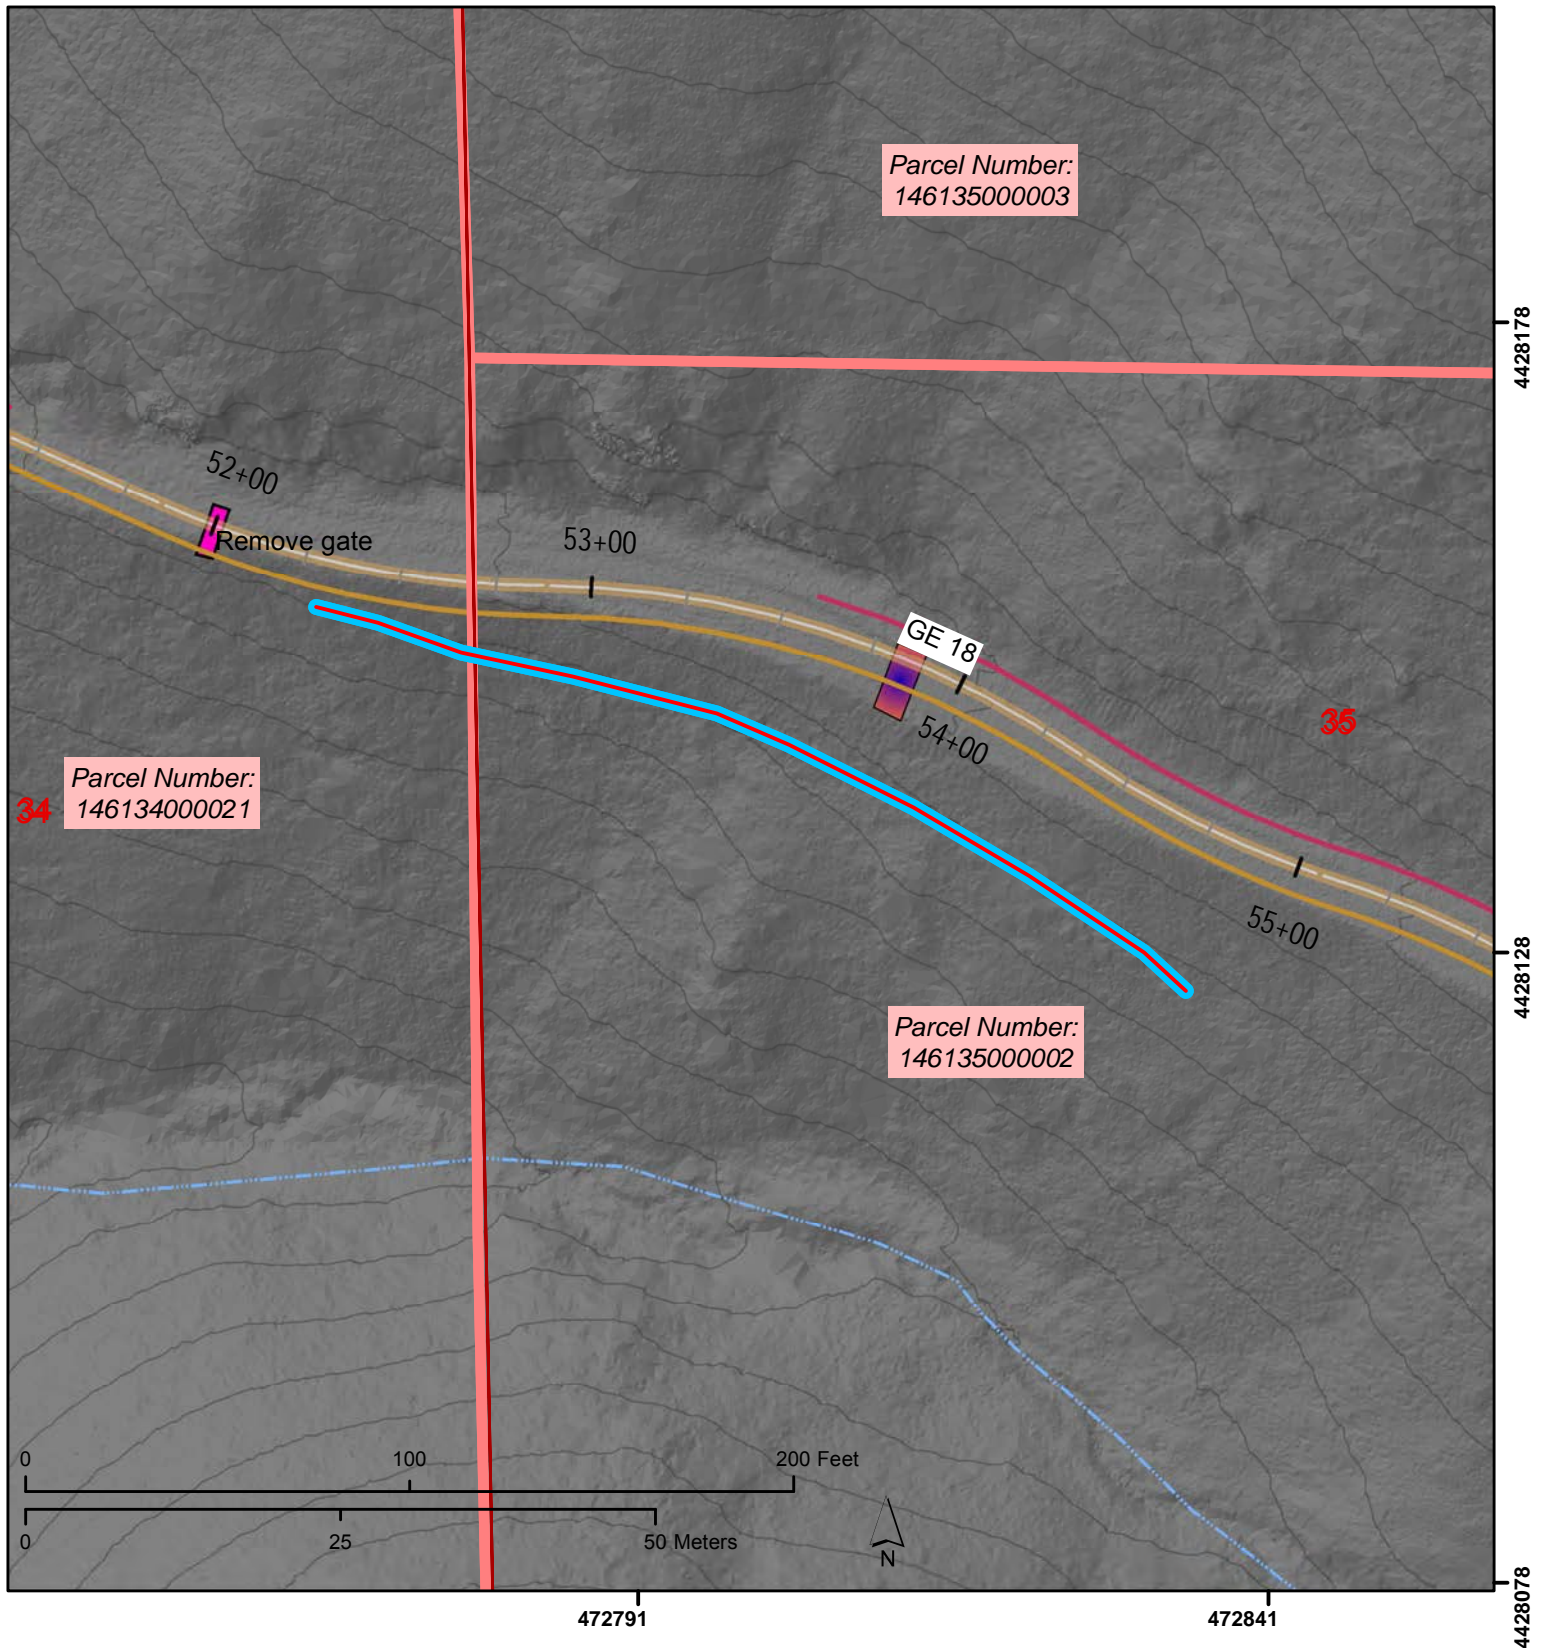 Parcel Number:
146135000003
4428178
52+00
Remove gate
53+00
GE 18
54+00
35
Parcel Number:
146134000021
34
55+00
4428128
Parcel Number:
146135000002
0 100 200 Feet
0 25 50 Meters
N
472791
472841
4428078